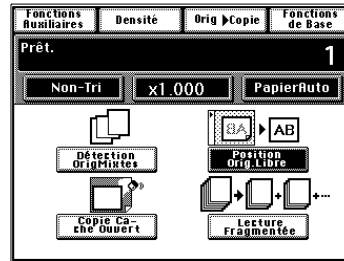 Fonctions Auxiliaires
Densité
Orig ▶Copie
Fonctions de Base
Prêt.
1
Non-Tri
x1.000
PapierAuto
AB
AB
Détection
OrigMixtes
Position
Orig.Libre
Copie Ca-
che Ouvert
Lecture
Fragmentée